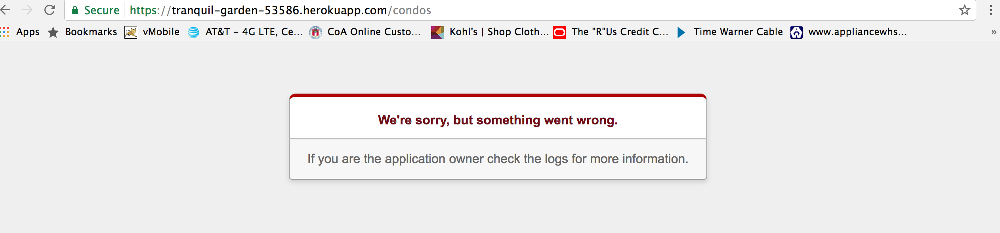 Secure https://tranquil-garden-53586.herokuapp.com/condos
Apps Bookmarks vMobile AT&T - 4G LTE, Ce... CoA Online Custo... Kohl's | Shop Cloth... The "R"Us Credit C... Time Warner Cable www.appliancewhs... »
We're sorry, but something went wrong.
If you are the application owner check the logs for more information.